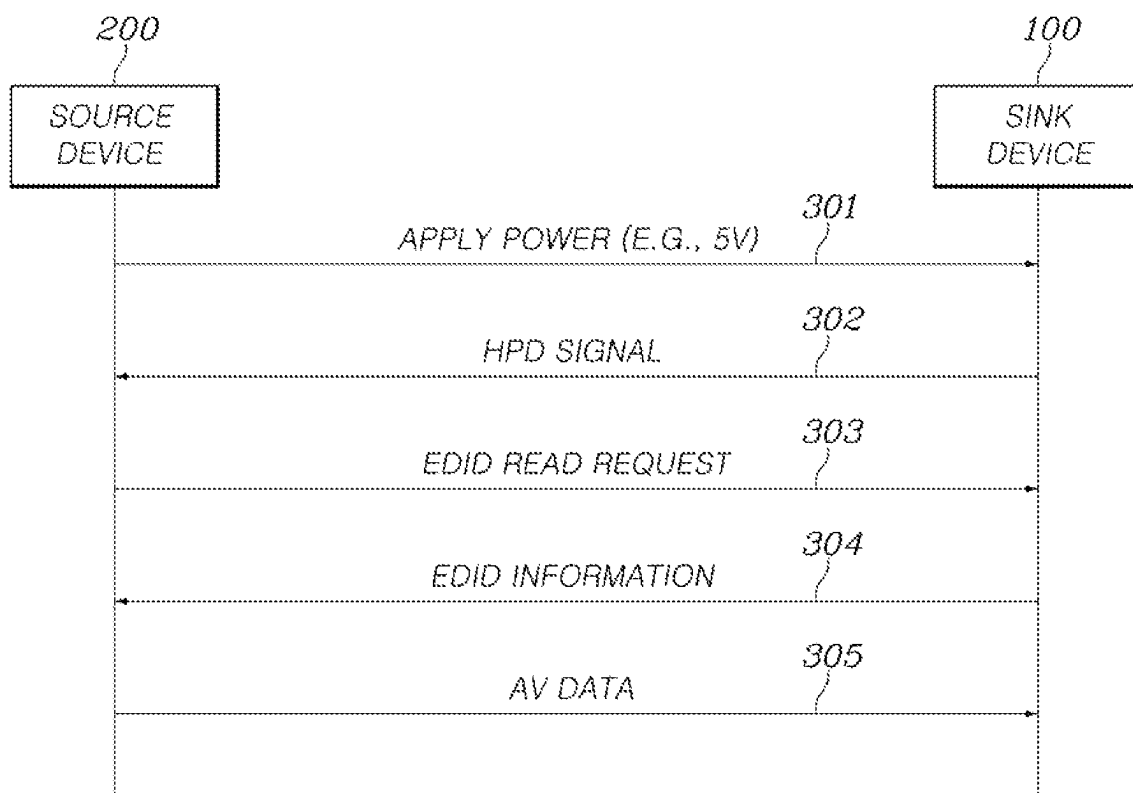 200
100
SOURCE
DEVICE
SINK
DEVICE
301
APPLY POWER (E.G., 5V)
302
HPD SIGNAL
303
EDID READ REQUEST
304
EDID INFORMATION
305
AV DATA